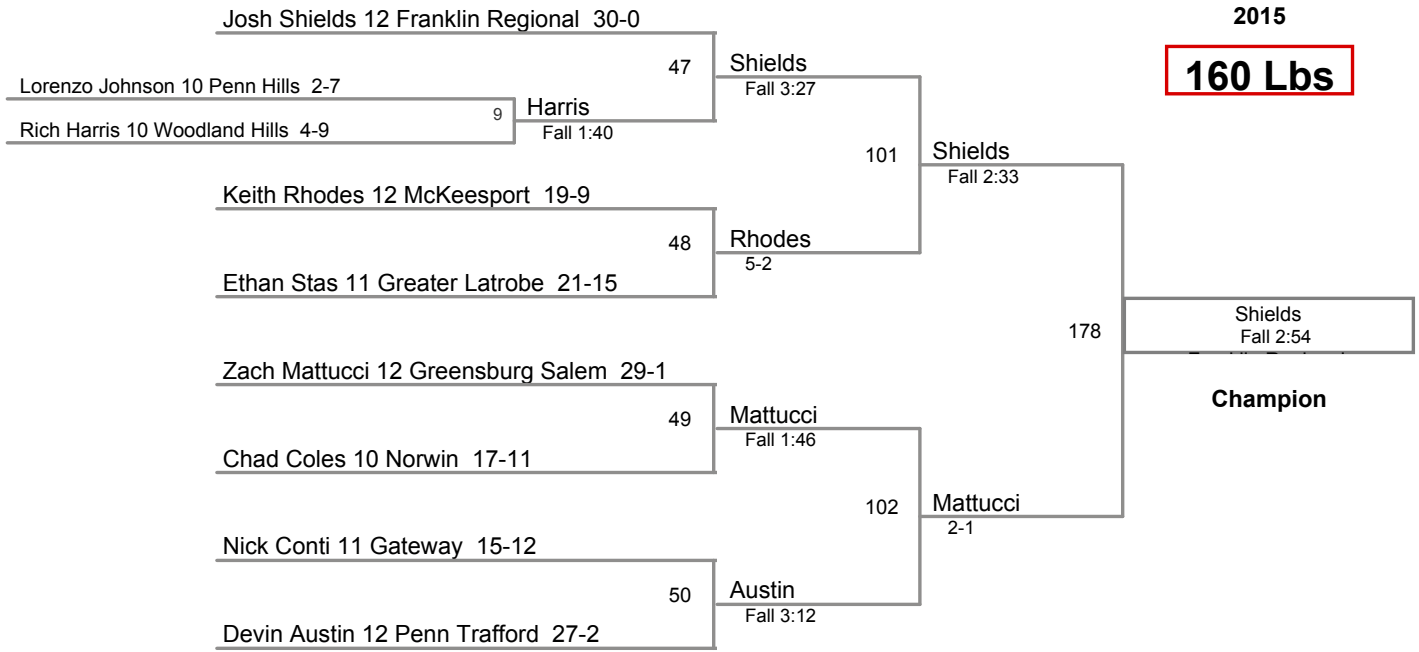 Josh Shields 12 Franklin Regional 30-0
2015
160 Lbs
47
Shields
Fall 3:27
Lorenzo Johnson 10 Penn Hills 2-7
9
Harris
Fall 1:40
Rich Harris 10 Woodland Hills 4-9
101
Shields
Fall 2:33
Keith Rhodes 12 McKeesport 19-9
48
Rhodes
5-2
Ethan Stas 11 Greater Latrobe 21-15
178
Shields
Fall 2:54
Champion
Zach Mattucci 12 Greensburg Salem 29-1
49
Mattucci
Fall 1:46
Chad Coles 10 Norwin 17-11
102
Mattucci
2-1
Nick Conti 11 Gateway 15-12
50
Austin
Fall 3:12
Devin Austin 12 Penn Trafford 27-2